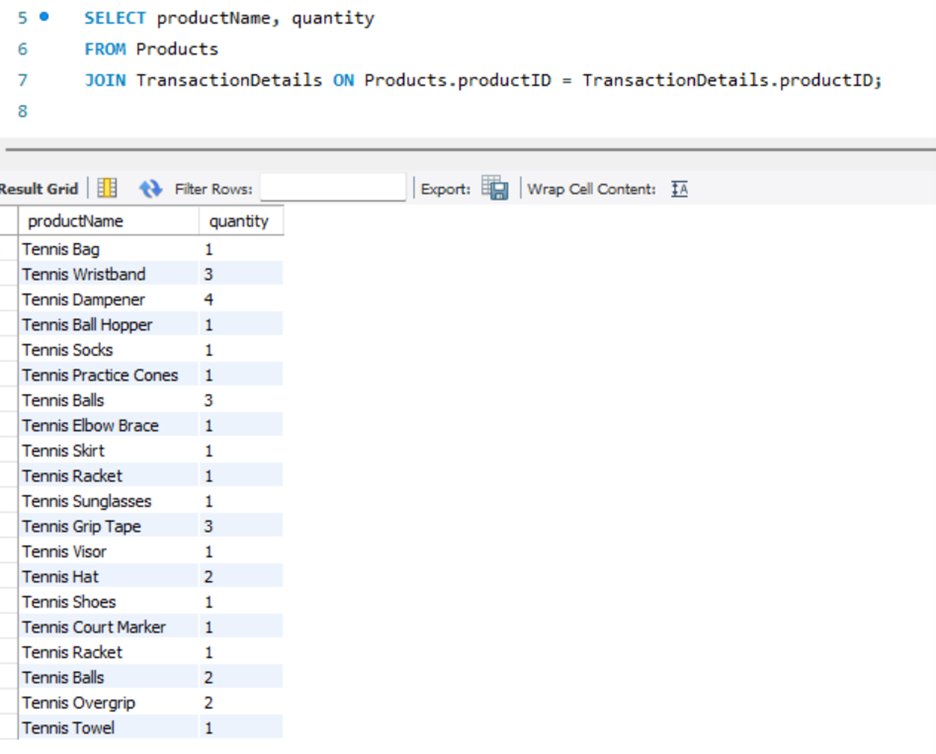 5 SELECT productName, quantity
6 FROM Products
7 JOIN TransactionDetails ON Products.productID = TransactionDetails.productID;
8
Result Grid Filter Rows: Export: Wrap Cell Content: IA
productName quantity
Tennis Bag 1
Tennis Wristband 3
Tennis Dampener 4
Tennis Ball Hopper 1
Tennis Socks 1
Tennis Practice Cones 1
Tennis Balls 3
Tennis Elbow Brace 1
Tennis Skirt 1
Tennis Racket 1
Tennis Sunglasses 1
Tennis Grip Tape 3
Tennis Visor 1
Tennis Hat 2
Tennis Shoes 1
Tennis Court Marker 1
Tennis Racket 1
Tennis Balls 2
Tennis Overgrip 2
Tennis Towel 1